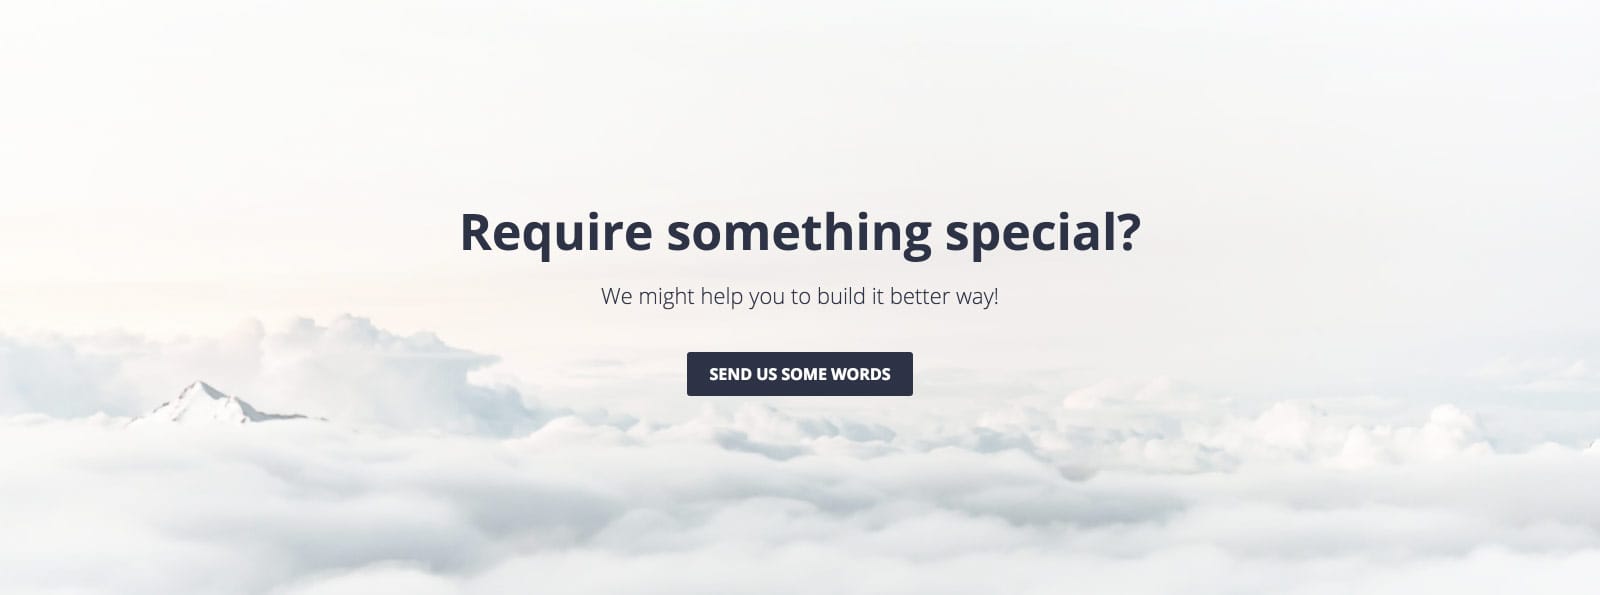 Require something special?
We might help you to build it better way!
SEND US SOME WORDS